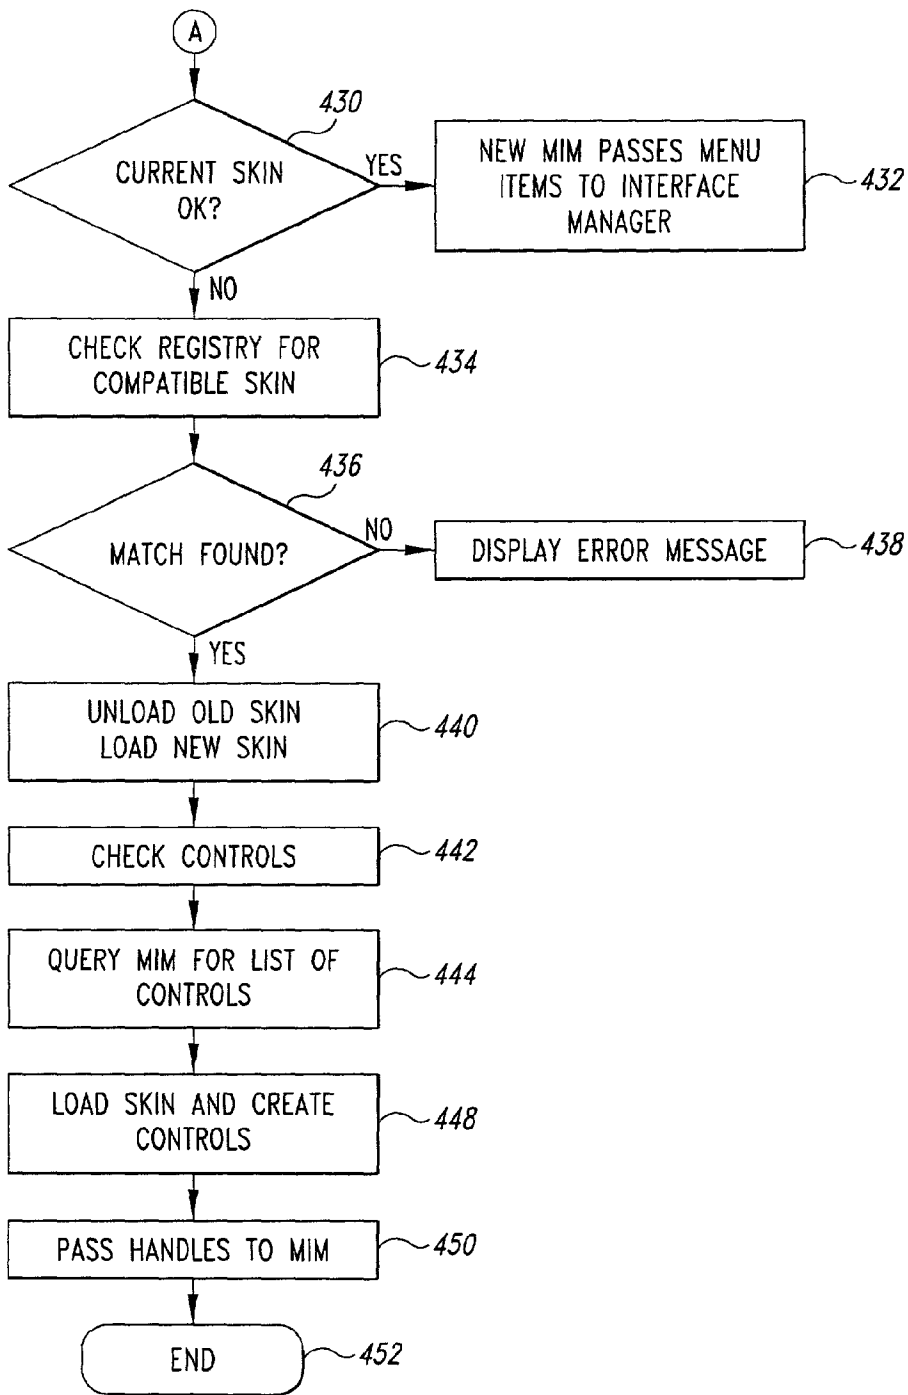 A
430
CURRENT SKIN
OK?
YES
NEW MIM PASSES MENU
ITEMS TO INTERFACE
MANAGER
432
NO
CHECK REGISTRY FOR
COMPATIBLE SKIN
434
436
MATCH FOUND?
NO
DISPLAY ERROR MESSAGE
438
YES
UNLOAD OLD SKIN
LOAD NEW SKIN
440
CHECK CONTROLS
442
QUERY MIM FOR LIST OF
CONTROLS
444
LOAD SKIN AND CREATE
CONTROLS
448
PASS HANDLES TO MIM
450
END
452